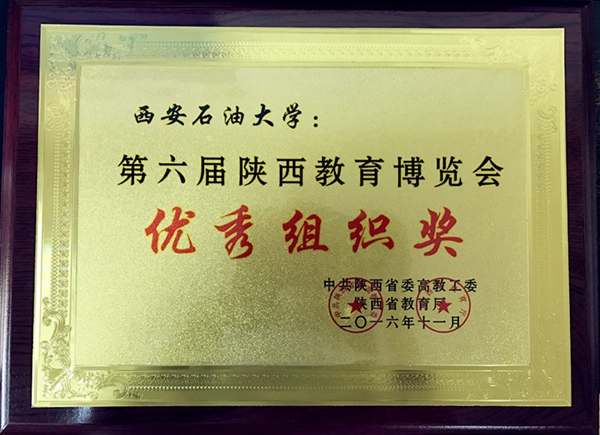 西安石油大学：
第六届陕西教育博览会
优秀组织奖
中共陕西省委高教工委
陕西省教育厅
二〇一六年十一月